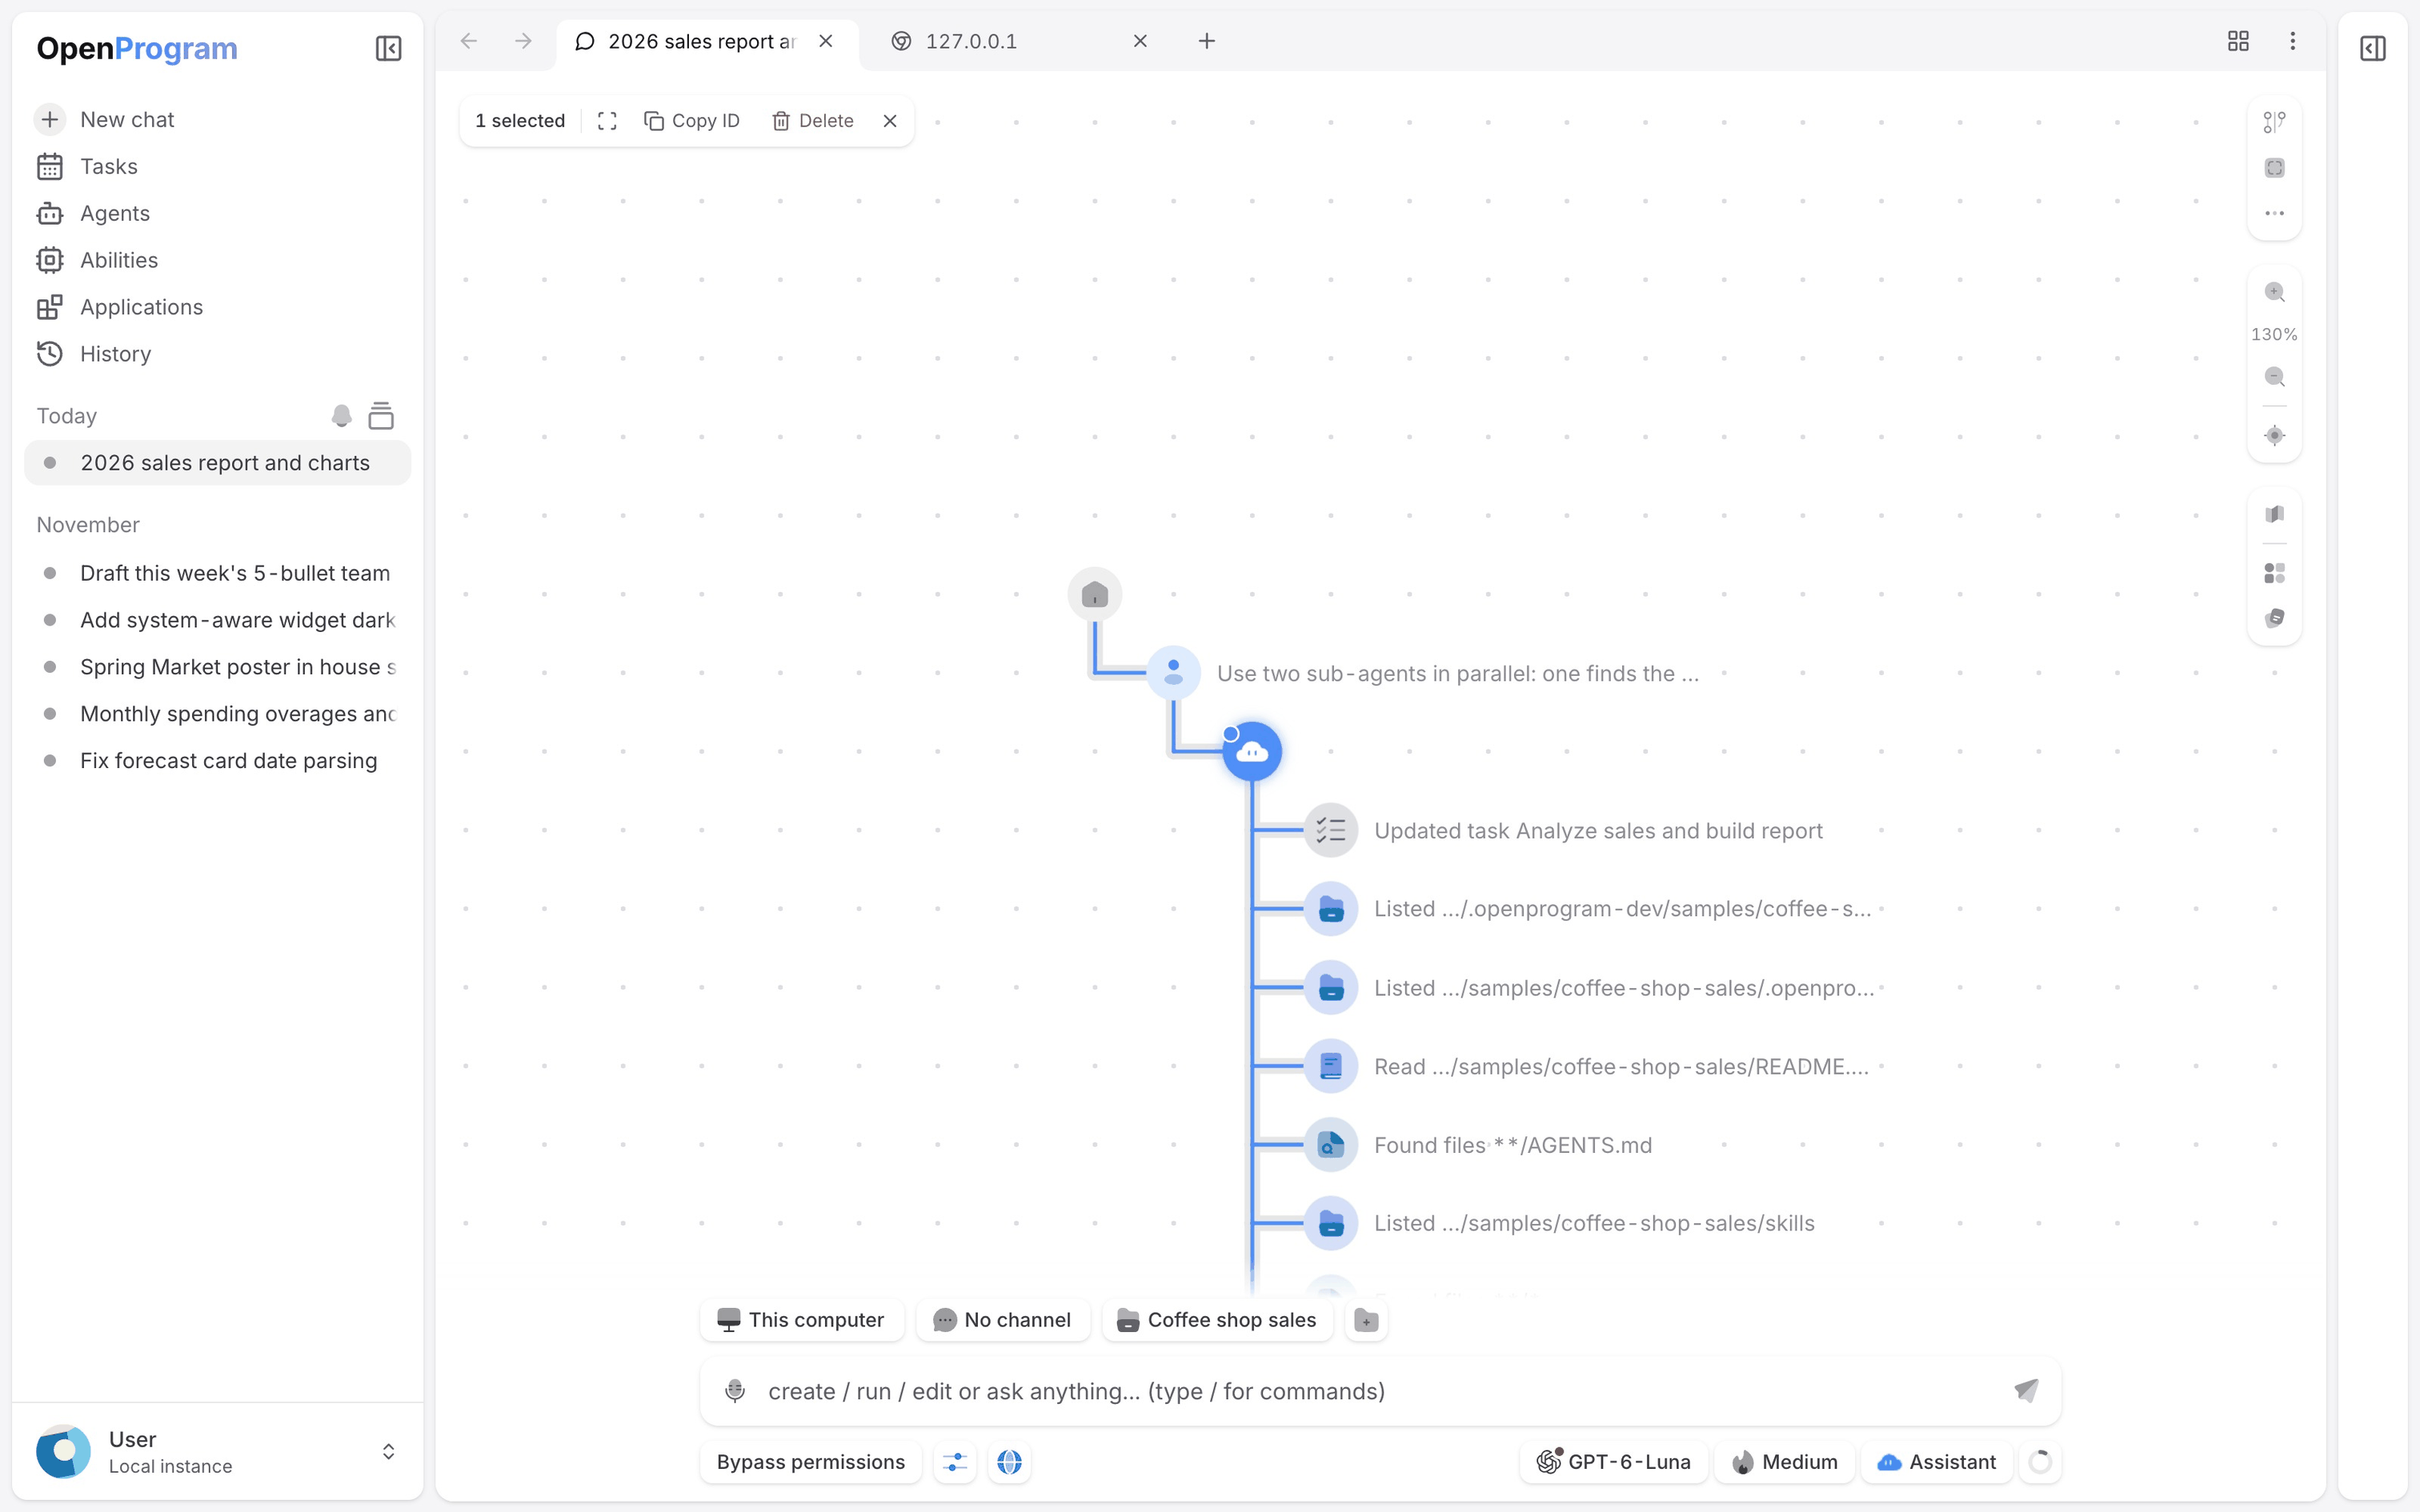 OpenProgram
New chat
Tasks
Agents
Abilities
Applications
History
Today
2026 sales report and charts
November
Draft this week's 5-bullet team
Add system-aware widget dark
Spring Market poster in house s
Monthly spending overages and
Fix forecast card date parsing
User
Local instance
2026 sales report ar
127.0.0.1
1 selected
Copy ID
Delete
130%
Use two sub-agents in parallel: one finds the ...
Updated task Analyze sales and build report
Listed .../.openprogram-dev/samples/coffee-s...
Listed .../samples/coffee-shop-sales/.openpro...
Read .../samples/coffee-shop-sales/README....
Found files **/AGENTS.md
Listed .../samples/coffee-shop-sales/skills
This computer
No channel
Coffee shop sales
create / run / edit or ask anything... (type / for commands)
Bypass permissions
GPT-6-Luna
Medium
Assistant